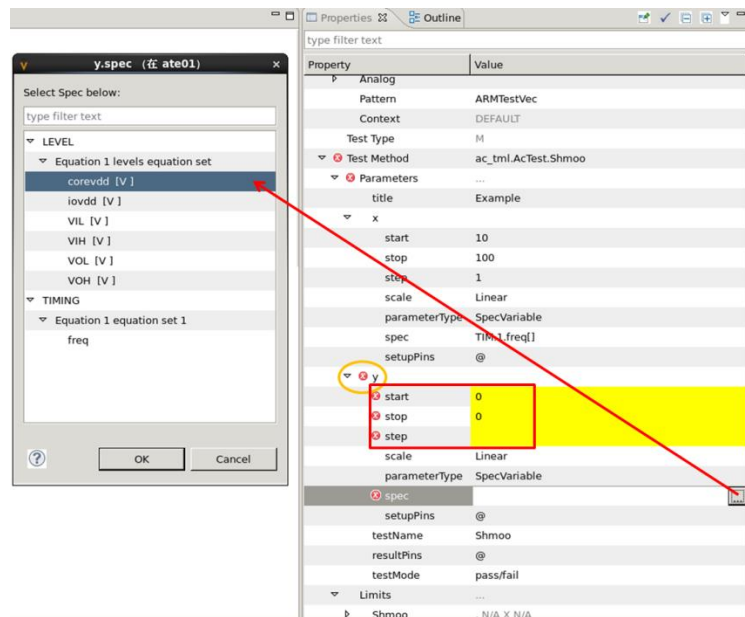 Properties
Outline
type filter text
Property Value
Analog
Pattern ARMTestVec
Context DEFAULT
Test Type M
Test Method ac_tml.AcTest.Shmoo
Parameters ...
title Example
x
start 10
stop 100
step 1
scale Linear
parameterType SpecVariable
spec TIM.1.freq[]
setupPins @
y
start 0
stop 0
step
scale Linear
parameterType SpecVariable
spec ...
setupPins @
testName Shmoo
resultPins @
testMode pass/fail
Limits ...
Shmoo , N/A X N/A
y.spec (在 ate01)
Select Spec below:
type filter text
LEVEL
Equation 1 levels equation set
corevdd [V ]
iovdd [V ]
VIL [V ]
VIH [V ]
VOL [V ]
VOH [V ]
TIMING
Equation 1 equation set 1
freq
OK Cancel